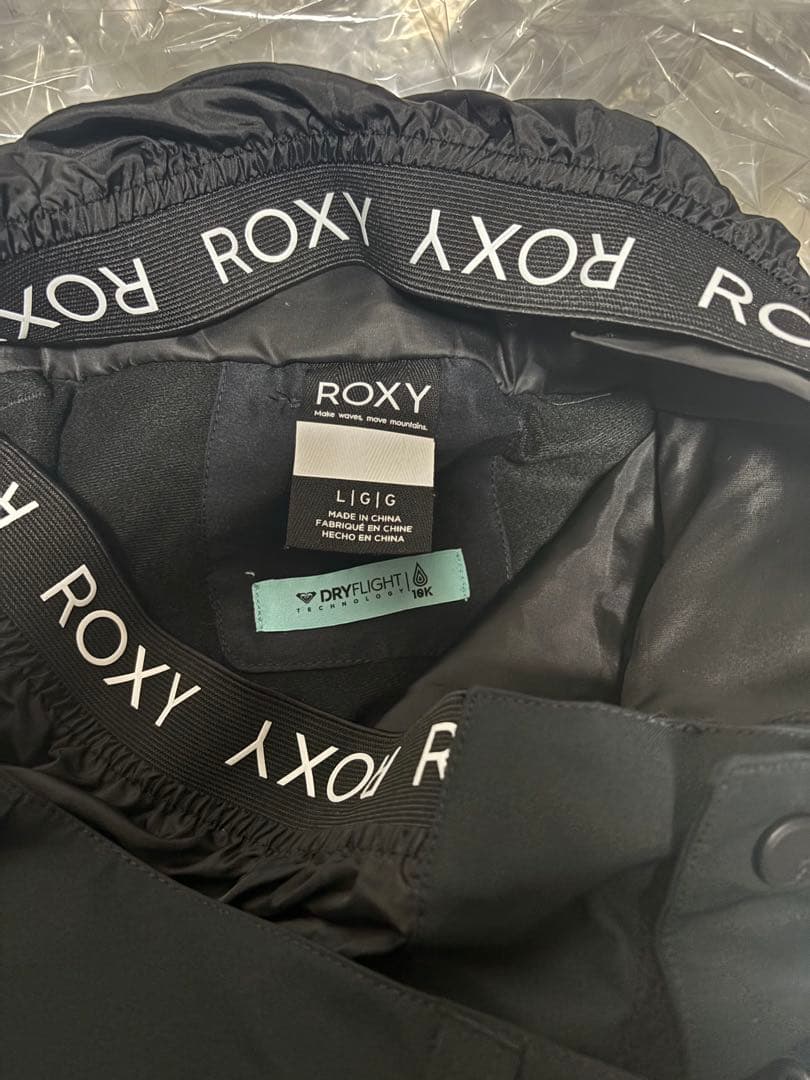 ROXY
ROXY
RO
OXY
ROXY
Make waves, move mountains.
L|G|G
MADE IN CHINA
FABRIQUÉ EN CHINE
HECHO EN CHINA
DRYFLIGHT
TECHNOLOGY
10K
R
ROXY
ROXY
R